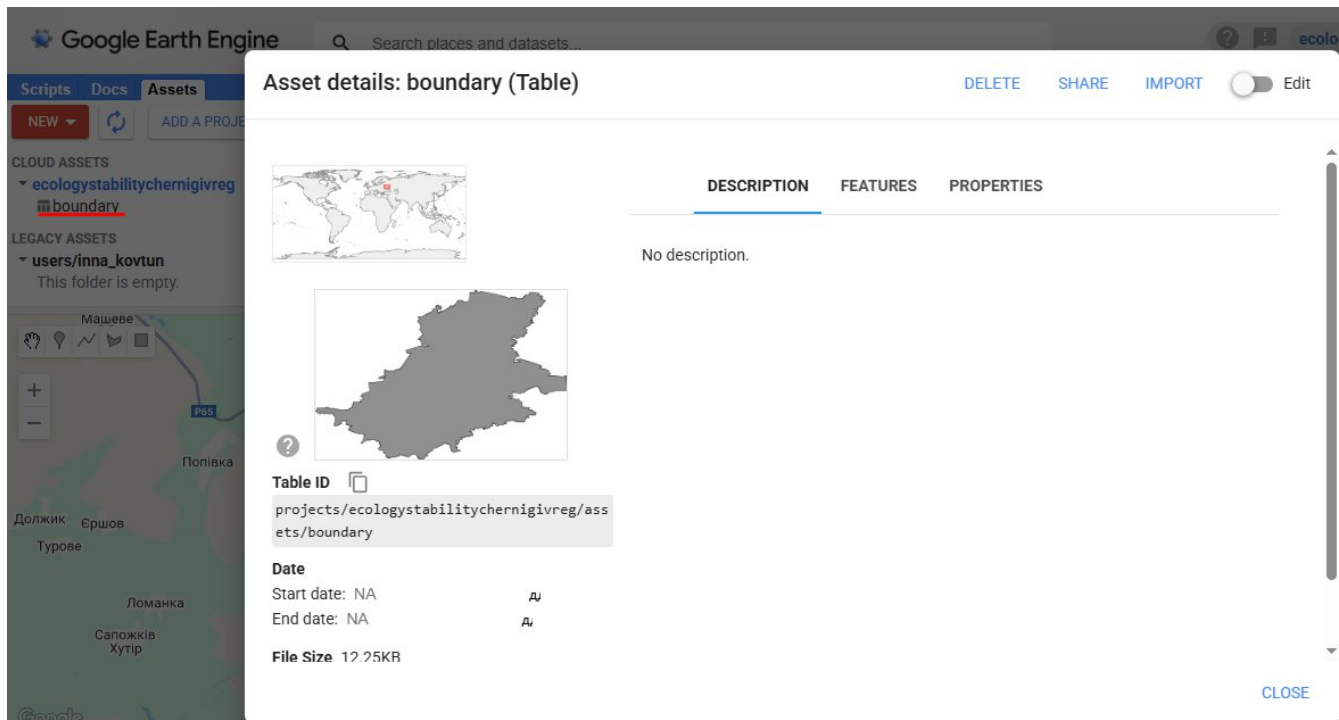 Google Earth Engine
Search places and datasets...
ecolo
Scripts Docs Assets
NEW
ADD A PROJE
CLOUD ASSETS
ecologystabilitychernigivreg
boundary
LEGACY ASSETS
users/inna_kovtun
This folder is empty.
Машеве
P65
Попівка
Должик
Єршов
Турове
Ломанка
Сапожків
Хутір
Google
Asset details: boundary (Table)
DELETE SHARE IMPORT Edit
DESCRIPTION FEATURES PROPERTIES
No description.
Table ID
projects/ecologystabilitychernigivreg/ass
ets/boundary
Date
Start date: NA
End date: NA
File Size 12.25KB
CLOSE